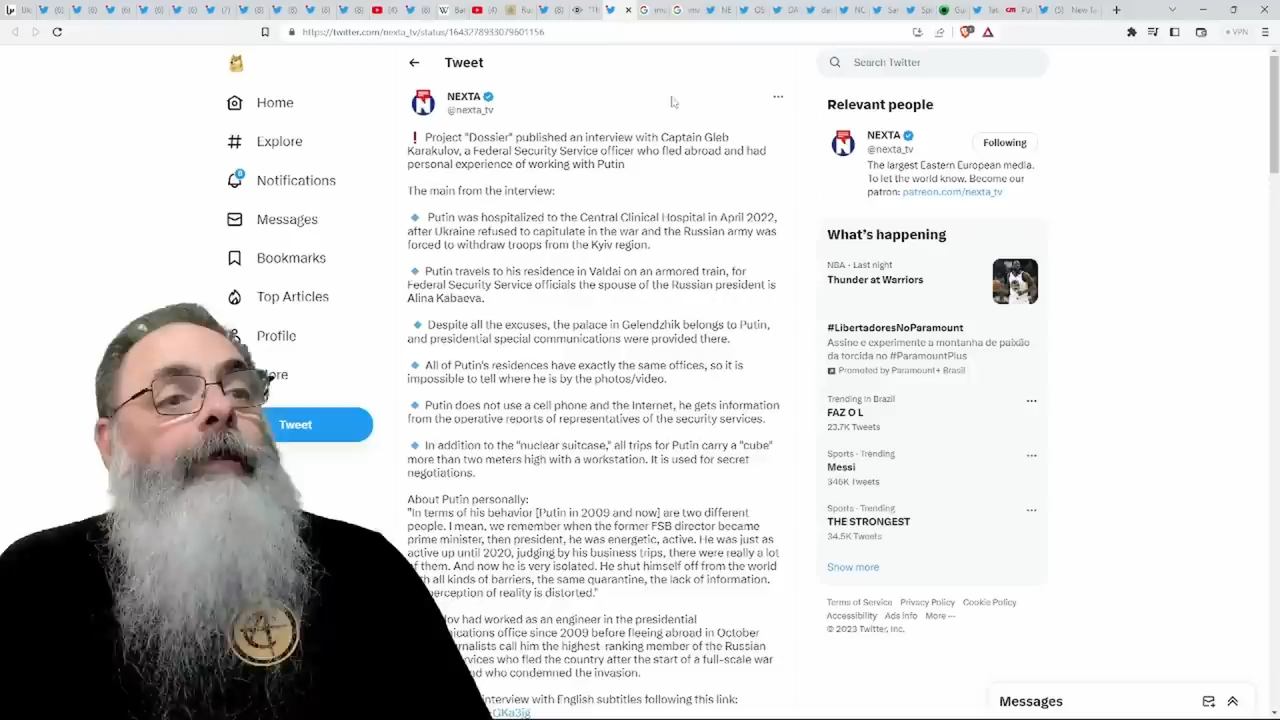 https://twitter.com/nexta_tv/status/1643278933079601156
VPN
Home
Explore
Notifications
Messages
Bookmarks
Top Articles
Profile
Tweet
Tweet
NEXTA
@nexta_tv
❗ Project "Dossier" published an interview with Captain Gleb
Karakulov, a Federal Security Service officer who fled abroad and had
personal experience of working with Putin
The main from the interview:
🔹 Putin was hospitalized to the Central Clinical Hospital in April 2022,
after Ukraine refused to capitulate in the war and the Russian army was
forced to withdraw troops from the Kyiv region.
🔹 Putin travels to his residence in Valdai on an armored train, for
Federal Security Service officials the spouse of the Russian president is
Alina Kabaeva.
🔹 Despite all the excuses, the palace in Gelendzhik belongs to Putin,
and presidential special communications were provided there.
🔹 All of Putin's residences have exactly the same offices, so it is
impossible to tell where he is by the photos/video.
🔹 Putin does not use a cell phone and the Internet, he gets information
from the operative reports of representatives of the security services.
🔹 In addition to the "nuclear suitcase," all trips for Putin carry a "cube"
more than two meters high with a workstation. It is used for secret
negotiations.
About Putin personally:
"In terms of his behavior [Putin in 2009 and now] are two different
people. I mean, we remember when the former FSB director became
prime minister, then president, he was energetic, active. He was just as
active up until 2020, judging by his business trips, there were really a lot
of them. And now he is very isolated. He shut himself off from the world
all kinds of barriers, the same quarantine, the lack of information.
perception of reality is distorted."
had worked as an engineer in the presidential
office since 2009 before fleeing abroad in October
call him the highest ranking member of the Russian
who fled the country after the start of a full-scale war
who condemned the invasion.
interview with English subtitles following this link:
GKa3ig
Search Twitter
Relevant people
NEXTA
@nexta_tv
Following
The largest Eastern European media.
To let the world know. Become our
patron: patreon.com/nexta_tv
What's happening
NBA · Last night
Thunder at Warriors
#LibertadoresNoParamount
Assine e experimente a montanha de paixão
da torcida no #ParamountPlus
Promoted by Paramount+ Brasil
Trending in Brazil
FAZ O L
23.7K Tweets
Sports · Trending
Messi
346K Tweets
Sports · Trending
THE STRONGEST
34.5K Tweets
Show more
Terms of Service Privacy Policy Cookie Policy
Accessibility Ads info More ···
© 2023 Twitter, Inc.
Messages